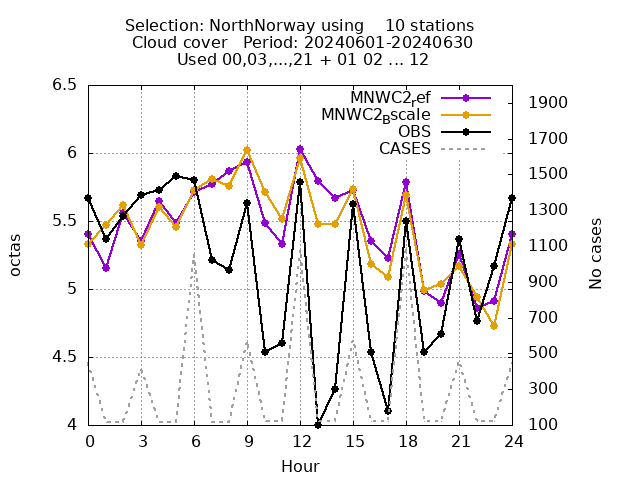 Selection: NorthNorway using    10 stations
Cloud cover   Period: 20240601-20240630
Used 00,03,...,21 + 01 02 ... 12
MNWC2_ref
MNWC2_Bscale
OBS
CASES
6.5
6
5.5
5
4.5
4
octas
1900
1700
1500
1300
1100
900
700
500
300
100
No cases
0 3 6 9 12 15 18 21 24
Hour